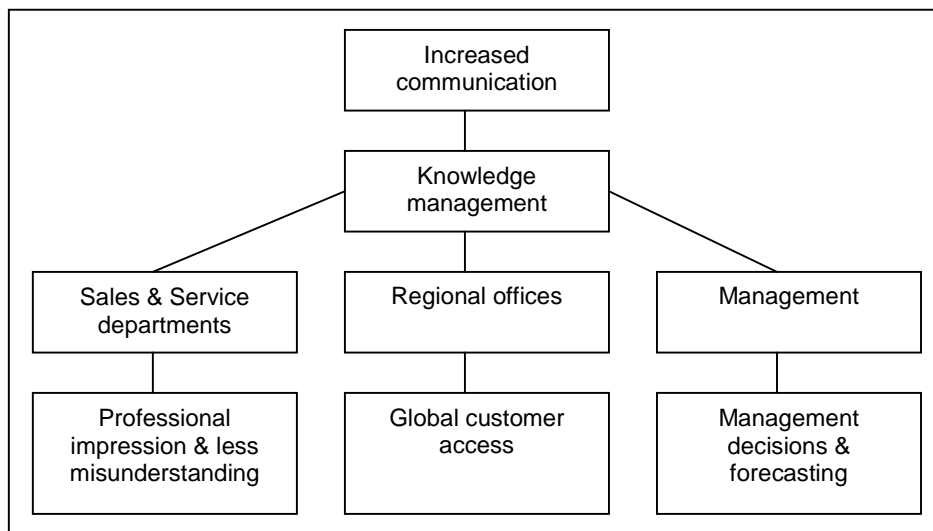 Increased
communication
Knowledge
management
Sales & Service
departments
Regional offices
Management
Professional
impression & less
misunderstanding
Global customer
access
Management
decisions &
forecasting